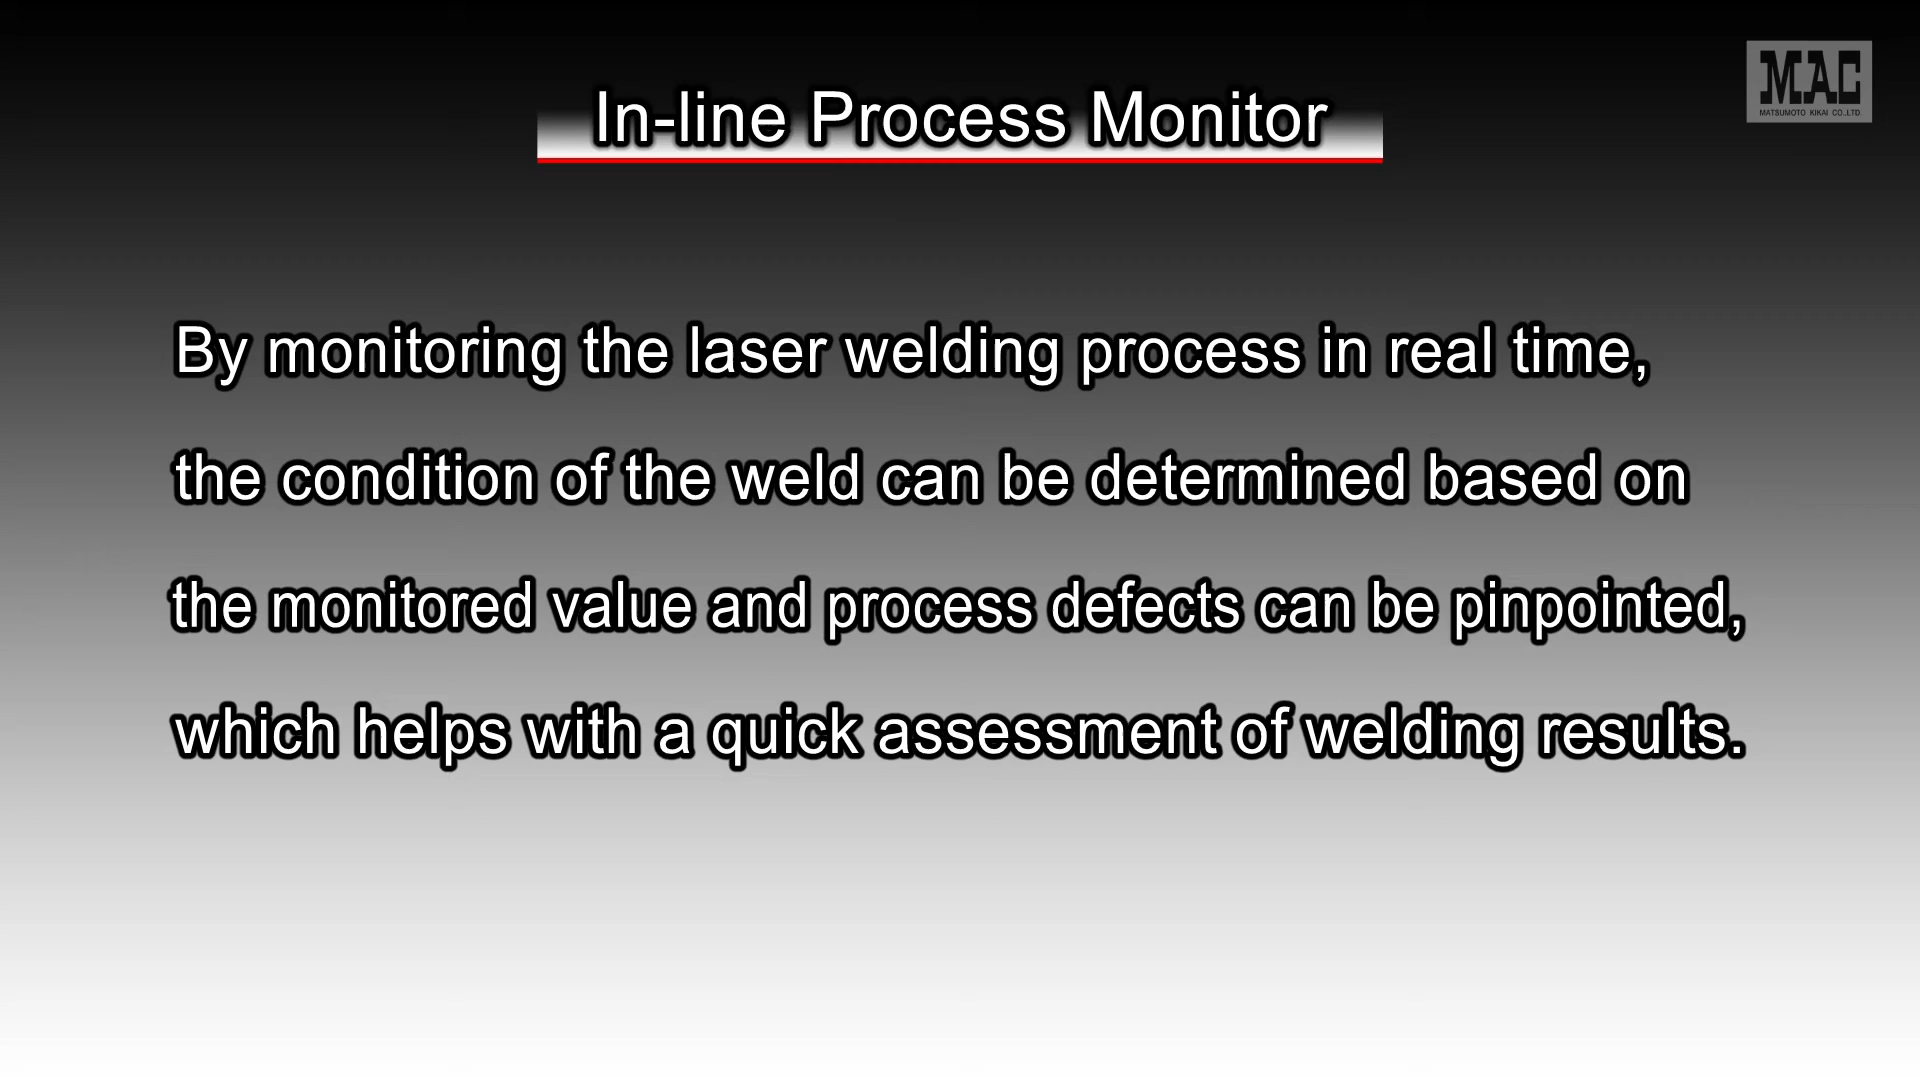 MAC
MATSUMOTO KIKAI CO.,LTD.
In-line Process Monitor
By monitoring the laser welding process in real time,
the condition of the weld can be determined based on
the monitored value and process defects can be pinpointed,
which helps with a quick assessment of welding results.